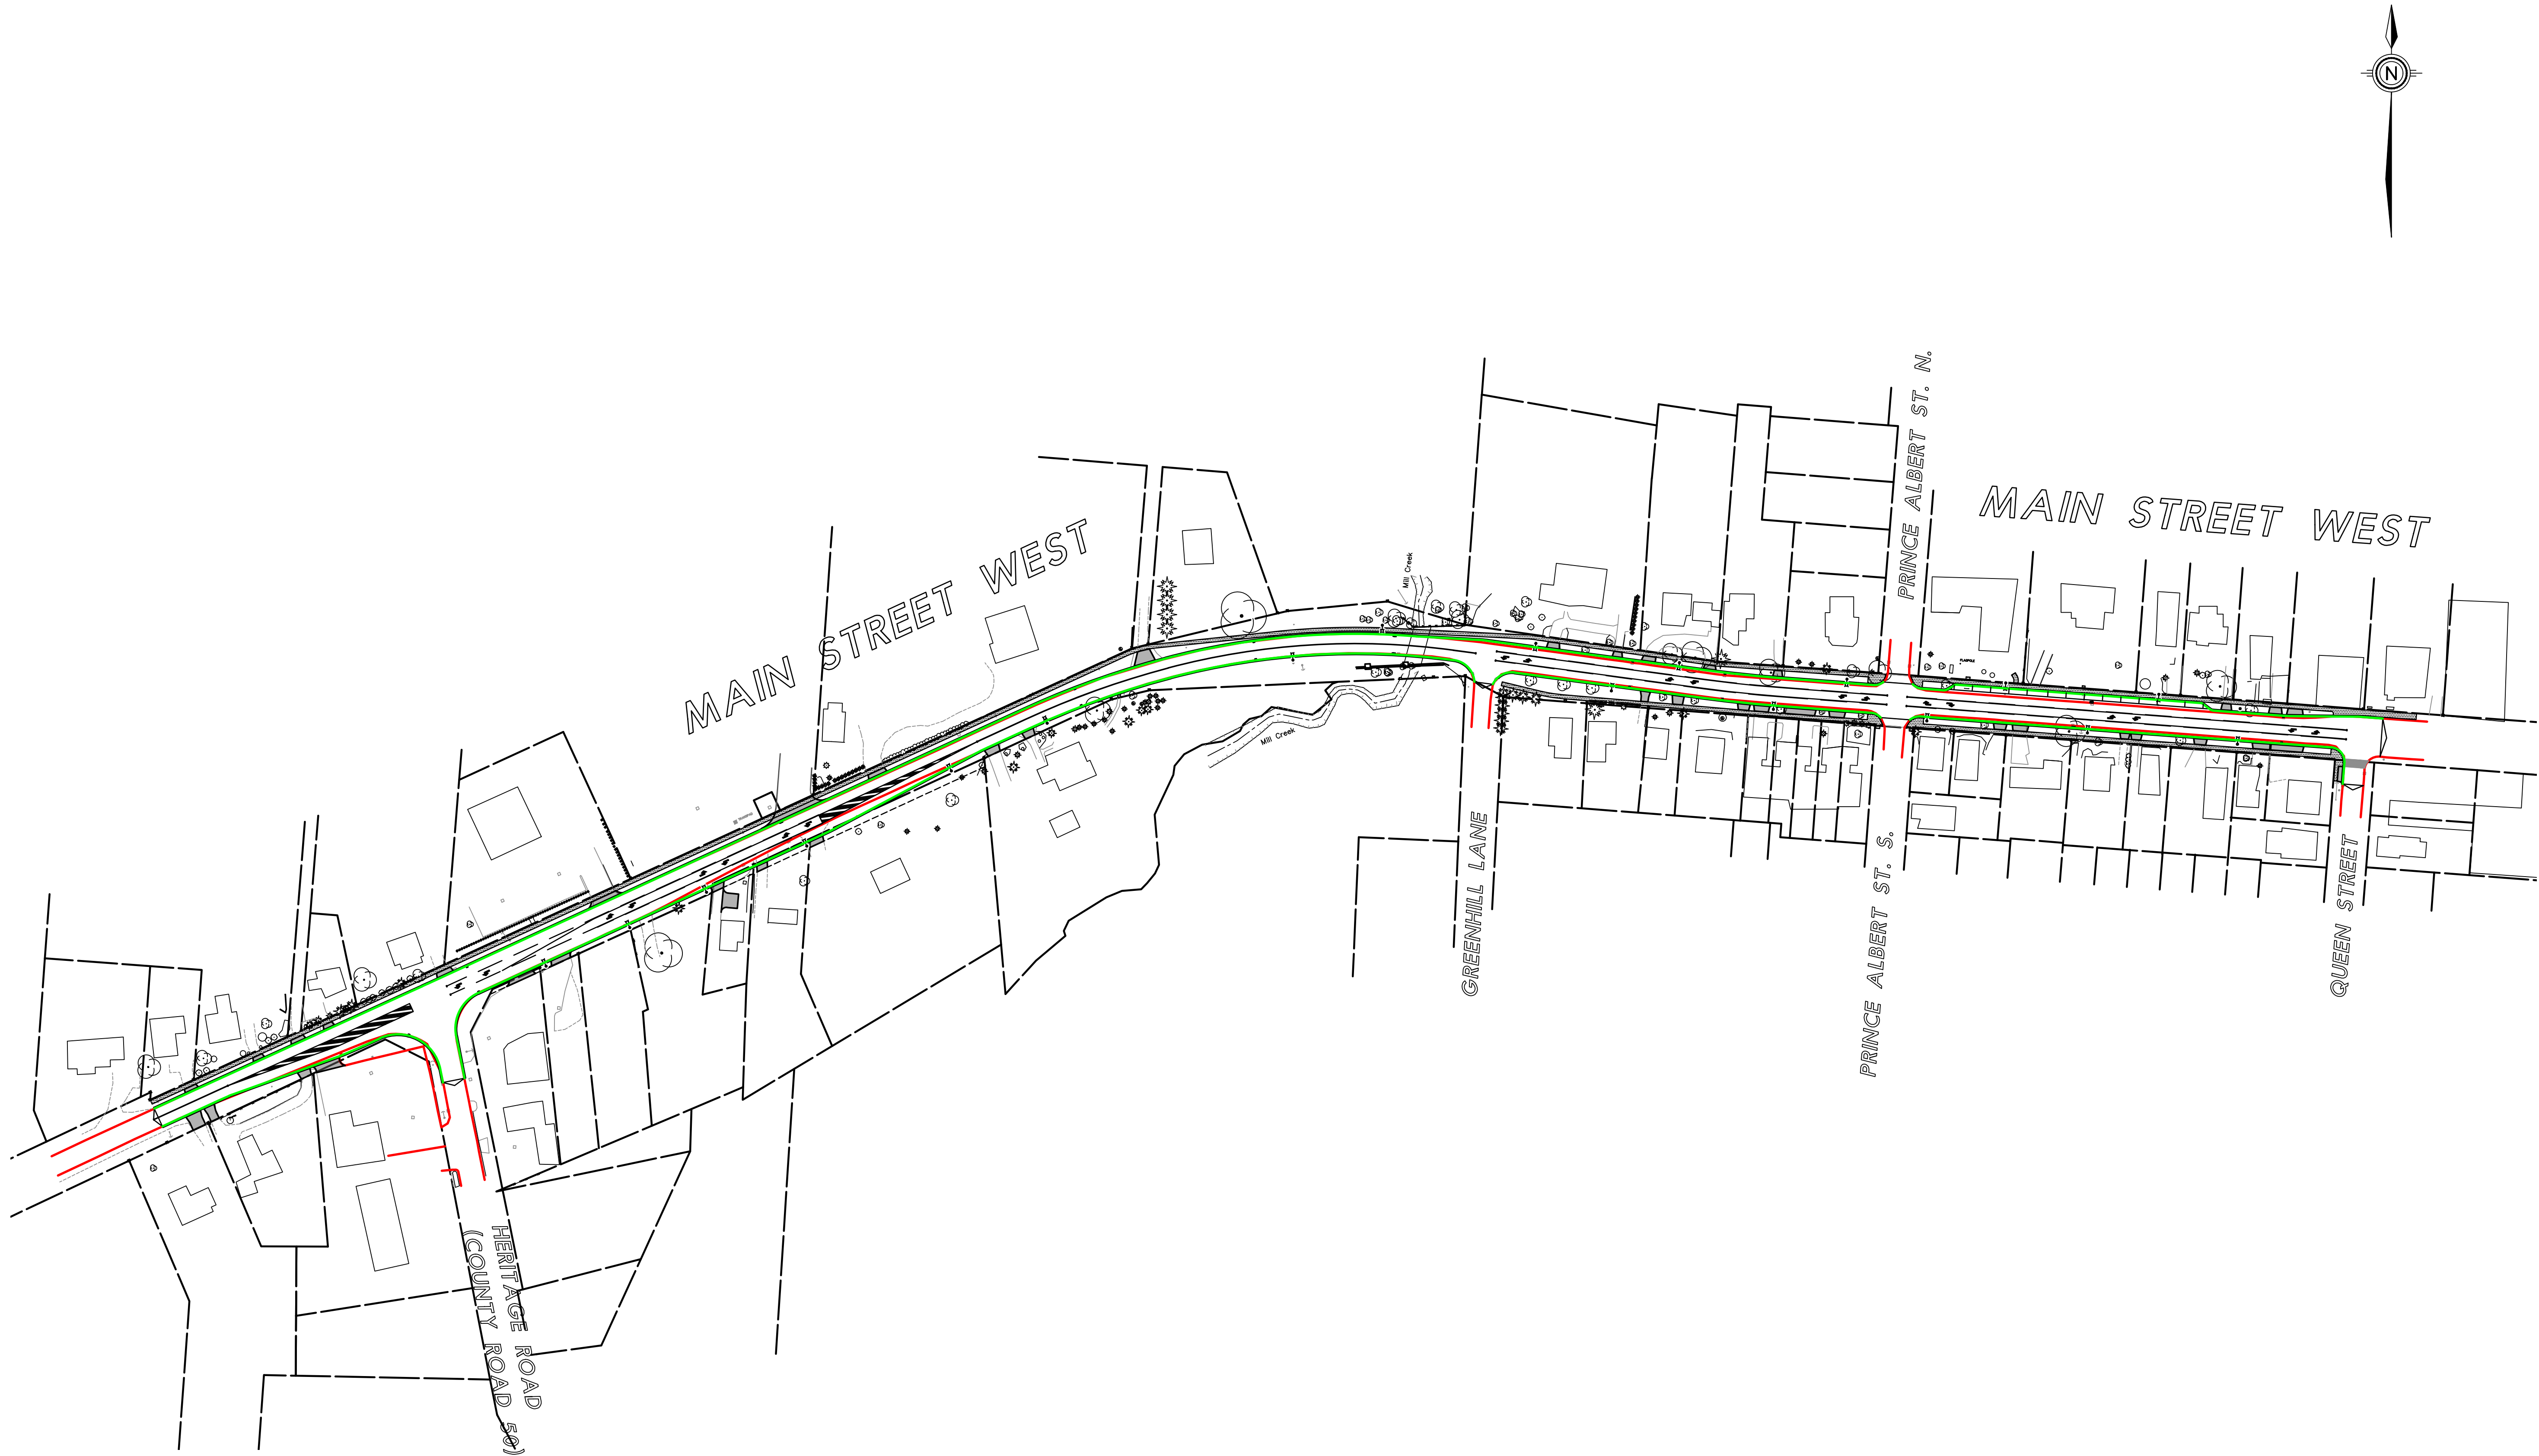 N
PRINCE ALBERT ST. N.
MAIN STREET WEST
MAIN STREET WEST
Mill Creek
Mill Creek
GREENHILL LANE
PRINCE ALBERT ST. S.
QUEEN STREET
HERITAGE ROAD
(COUNTY ROAD 50)